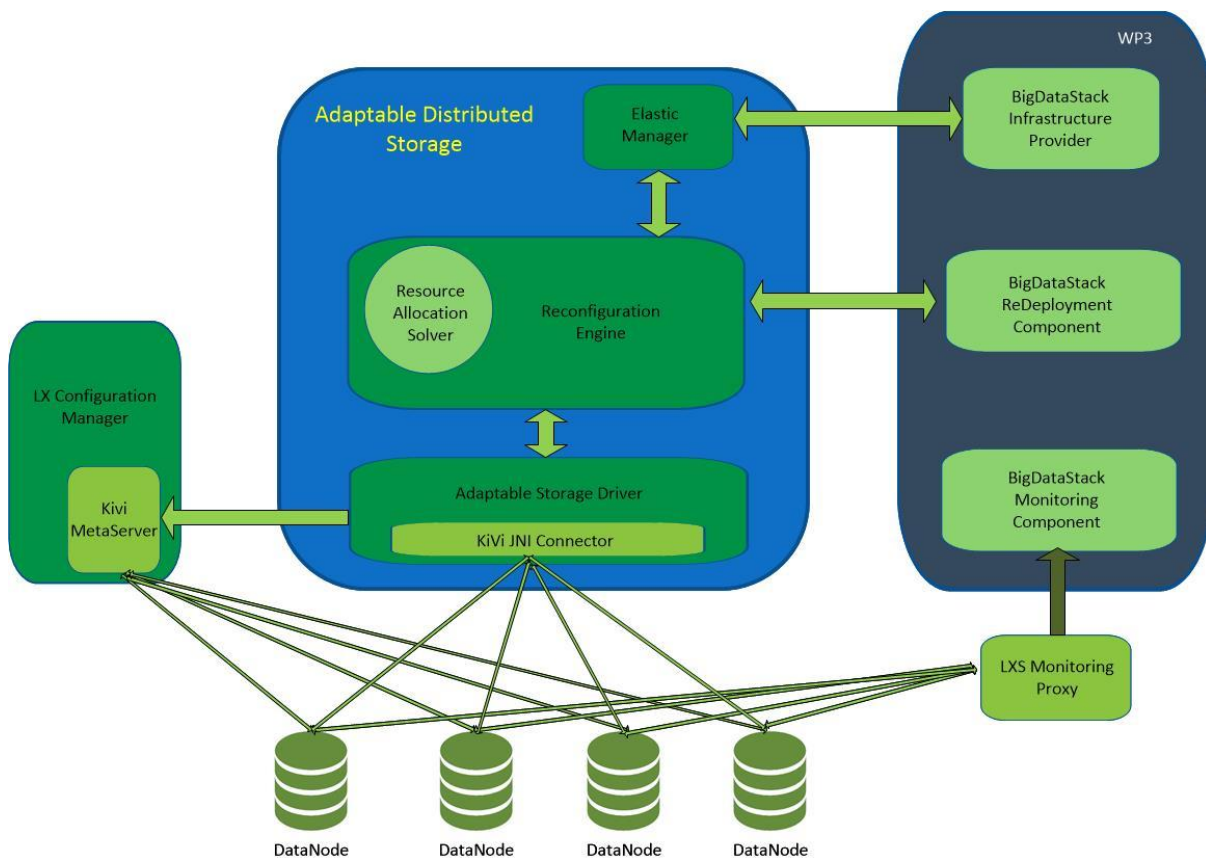 WP3
Adaptable Distributed
Storage
Elastic
Manager
BigDataStack
Infrastructure
Provider
Resource
Allocation
Solver
Reconfiguration
Engine
BigDataStack
ReDeployment
Component
LX Configuration
Manager
Kivi
MetaServer
Adaptable Storage Driver
KiVi JNI Connector
BigDataStack
Monitoring
Component
LXS Monitoring
Proxy
DataNode
DataNode
DataNode
DataNode